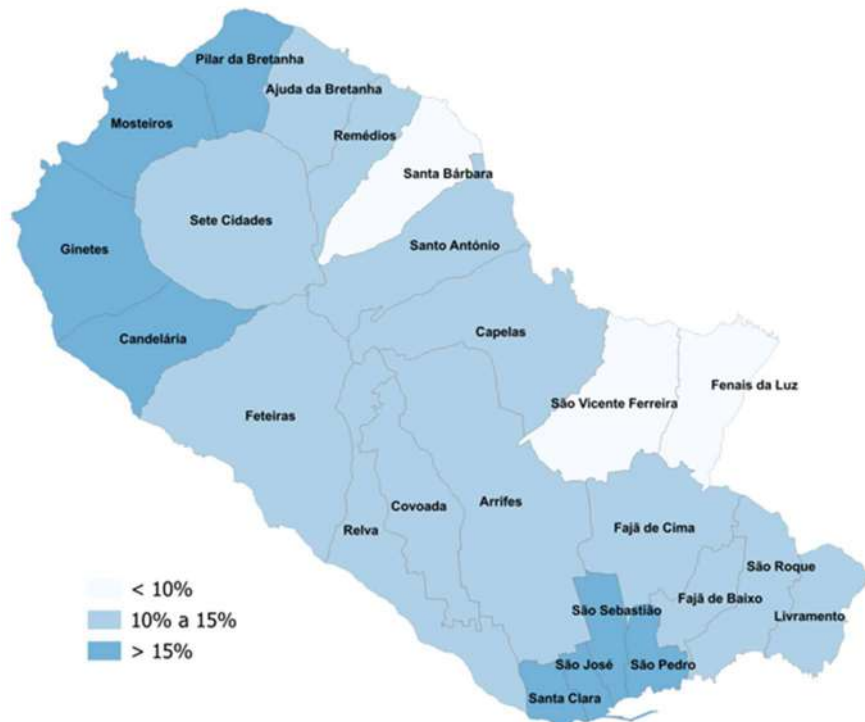 Pilar da Bretanha
Ajuda da Bretanha
Mosteiros
Remédios
Santa Bárbara
Sete Cidades
Santo António
Ginetes
Capelas
Candelária
Fenais da Luz
São Vicente Ferreira
Feteiras
Arrifes
Covoada
Relva
Fajã de Cima
São Roque
Fajã de Baixo
São Sebastião
Livramento
São José
São Pedro
Santa Clara
< 10%
10% a 15%
> 15%